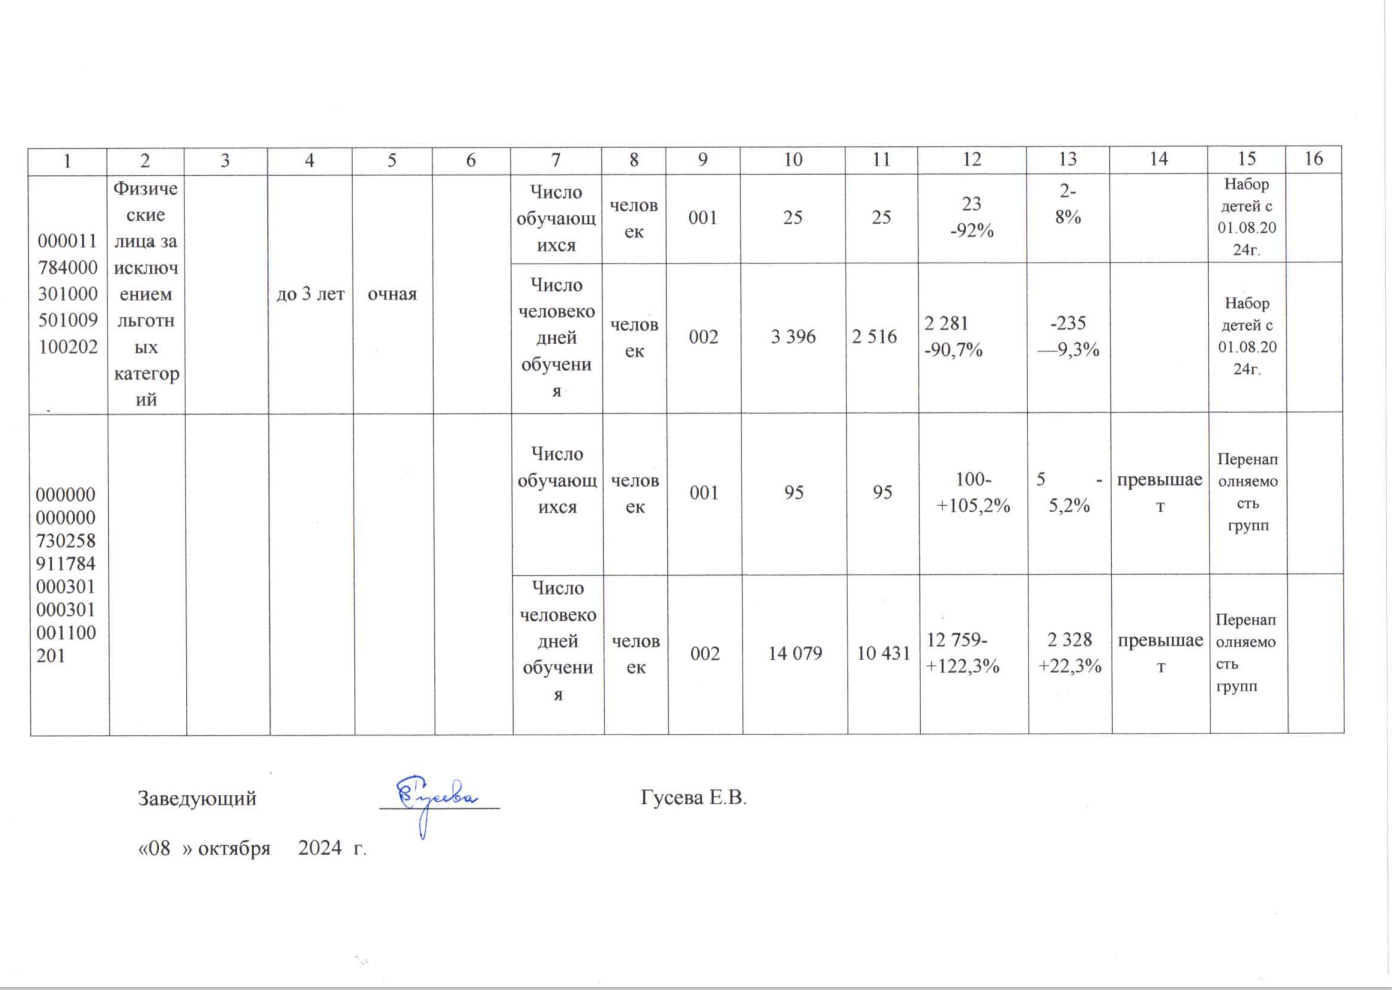 1 2 3 4 5 6 7 8 9 10 11 12 13 14 15 16
000011
784000
301000
501009
100202
Физиче
ские
лица за
исключ
ением
льготн
ых
категор
ий
до 3 лет
очная
Число
обучающ
ихся
челов
ек
001
25
25
23
-92%
2-
8%
Набор
детей с
01.08.20
24г.
Число
человеко
дней
обучени
я
челов
ек
002
3 396
2 516
2 281
-90,7%
-235
—9,3%
Набор
детей с
01.08.20
24г.
000000
000000
730258
911784
000301
000301
001100
201
Число
обучающ
ихся
челов
ек
001
95
95
100-
+105,2%
5 -
5,2%
превышае
т
Перенап
олняемо
сть
групп
Число
человеко
дней
обучени
я
челов
ек
002
14 079
10 431
12 759-
+122,3%
2 328
+22,3%
превышае
т
Перенап
олняемо
сть
групп
Заведующий Гусева Гусева Е.В.
«08 » октября 2024 г.